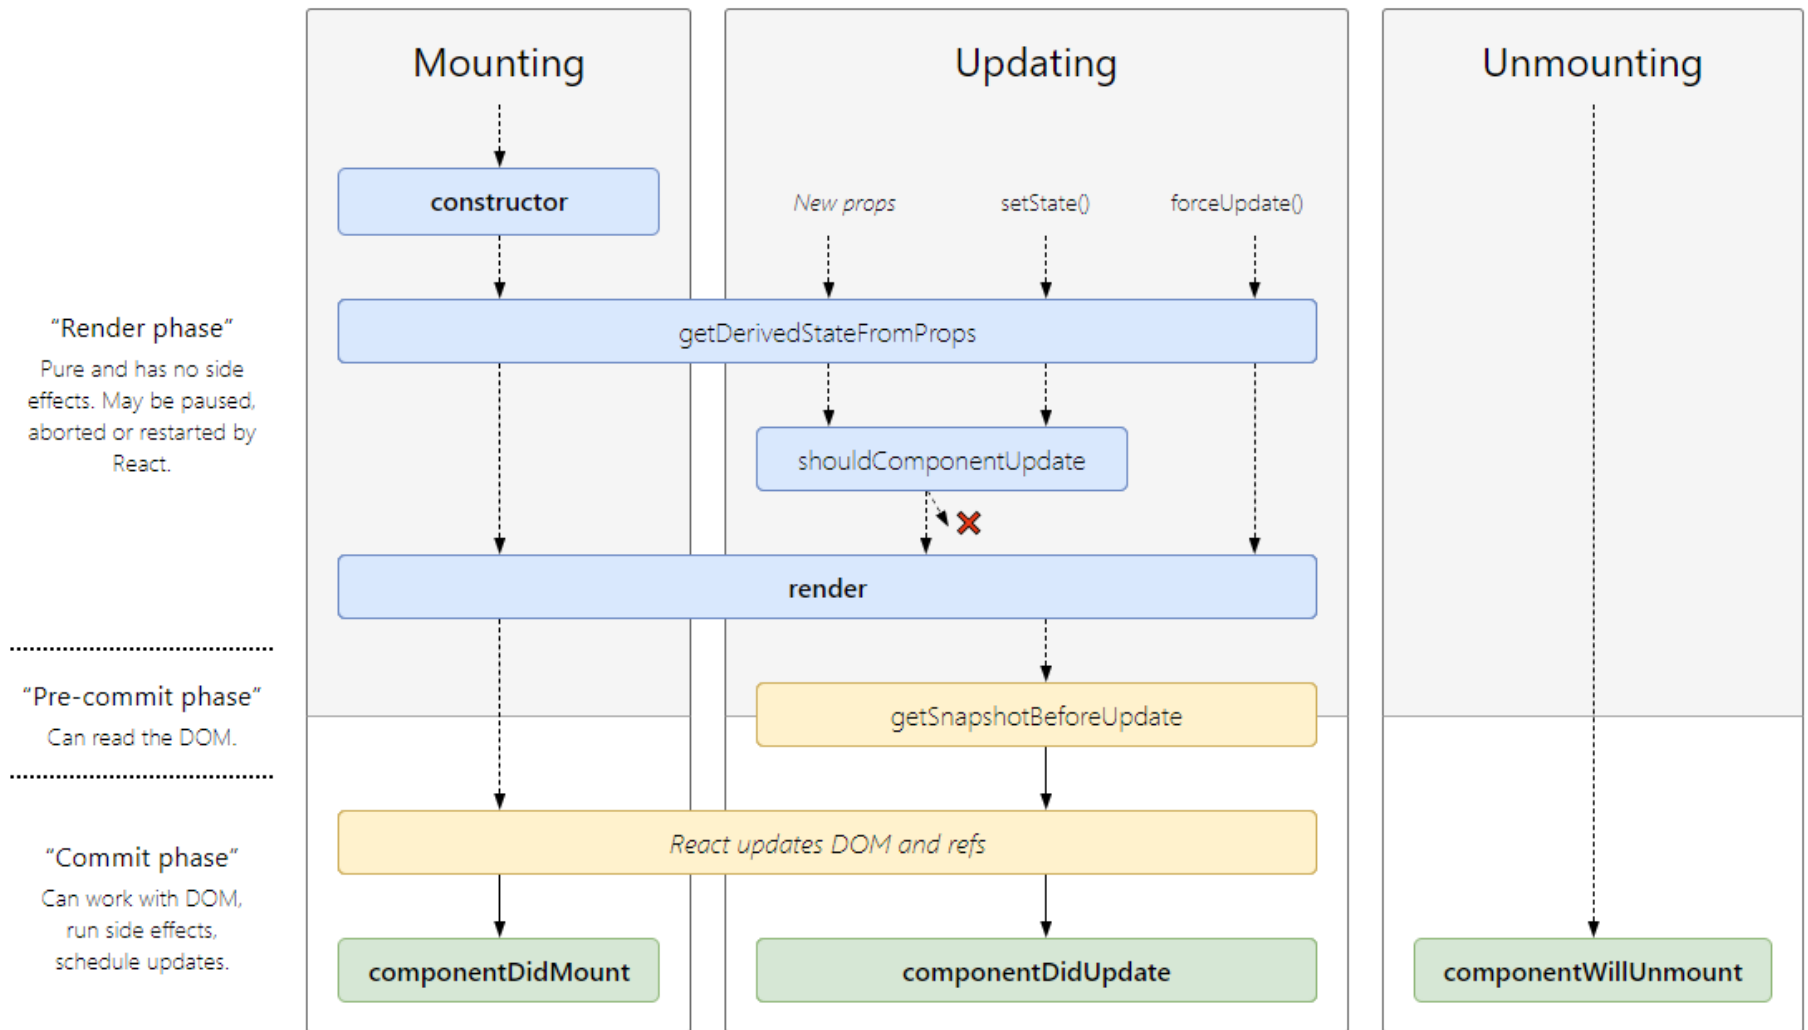 Mounting
Updating
Unmounting
constructor
New props
setState()
forceUpdate()
“Render phase”
Pure and has no side
effects. May be paused,
aborted or restarted by
React.
getDerivedStateFromProps
shouldComponentUpdate
render
“Pre-commit phase”
Can read the DOM.
getSnapshotBeforeUpdate
“Commit phase”
Can work with DOM,
run side effects,
schedule updates.
React updates DOM and refs
componentDidMount
componentDidUpdate
componentWillUnmount